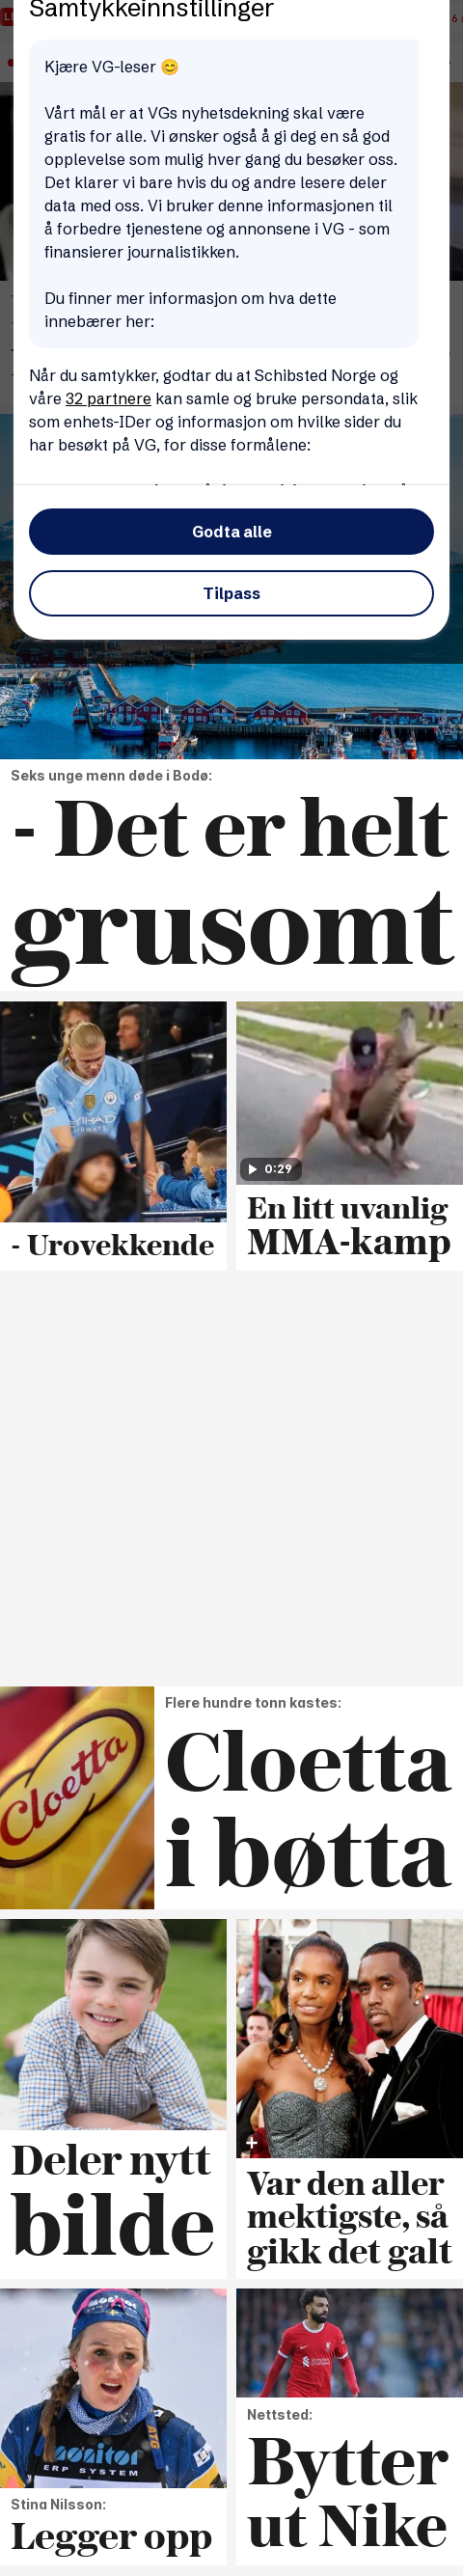 Samtykkeinnstillinger
Kjære VG-leser 😊
Vårt mål er at VGs nyhetsdekning skal være
gratis for alle. Vi ønsker også å gi deg en så god
opplevelse som mulig hver gang du besøker oss.
Det klarer vi bare hvis du og andre lesere deler
data med oss. Vi bruker denne informasjonen til
å forbedre tjenestene og annonsene i VG - som
finansierer journalistikken.
Du finner mer informasjon om hva dette
innebærer her:
Når du samtykker, godtar du at Schibsted Norge og
våre 32 partnere kan samle og bruke persondata, slik
som enhets-IDer og informasjon om hvilke sider du
har besøkt på VG, for disse formålene:
Godta alle
Tilpass
Seks unge menn døde i Bodø:
- Det er helt
grusomt
ETIHAD
AIRWAYS
- Urovekkende
0:29
En litt uvanlig
MMA-kamp
Cloetta
Flere hundre tonn kastes:
Cloetta
i bøtta
Deler nytt
bilde
Var den aller
mektigste, så
gikk det galt
monitor
ERP SYSTEM
Stina Nilsson:
Legger opp
Nettsted:
Bytter
ut Nike